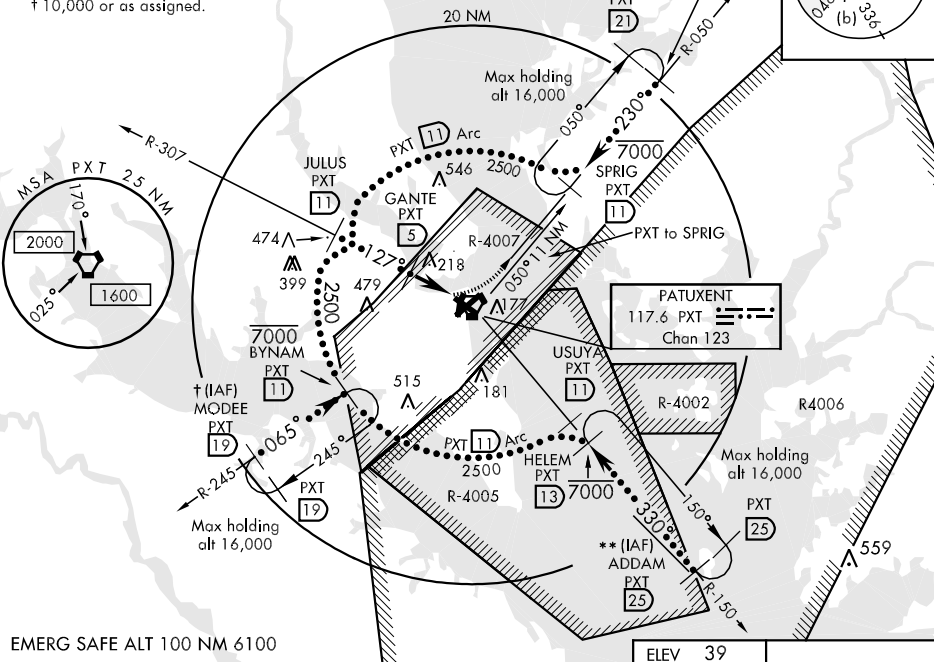 † 10,000 or as assigned.
20 NM
PXT
21
R-050
048
(b) 336
Max holding
alt 16,000
050°
230°
7000
SPRIG
PXT
11
PXT to SPRIG
PXT 11 Arc
2500
546
R-307
JULUS
PXT
11
GANTE
PXT
5
127°
218
R-4007
050° 11 NM
474
399
479
2500
177
MSA PXT 25 NM
170°
2000
025°
1600
PATUXENT
117.6 PXT
Chan 123
7000
BYNAM
PXT
11
† (IAF)
MODEE
PXT
19
065°
245°
R-245
PXT
19
Max holding
alt 16,000
515
181
USUYA
PXT
11
R-4002
R4006
PXT 11 Arc
2500
R-4005
HELEM
PXT
13
7000
Max holding
alt 16,000
150°
PXT
25
330°
** (IAF)
ADDAM
PXT
25
R-150
559
EMERG SAFE ALT 100 NM 6100
ELEV 39